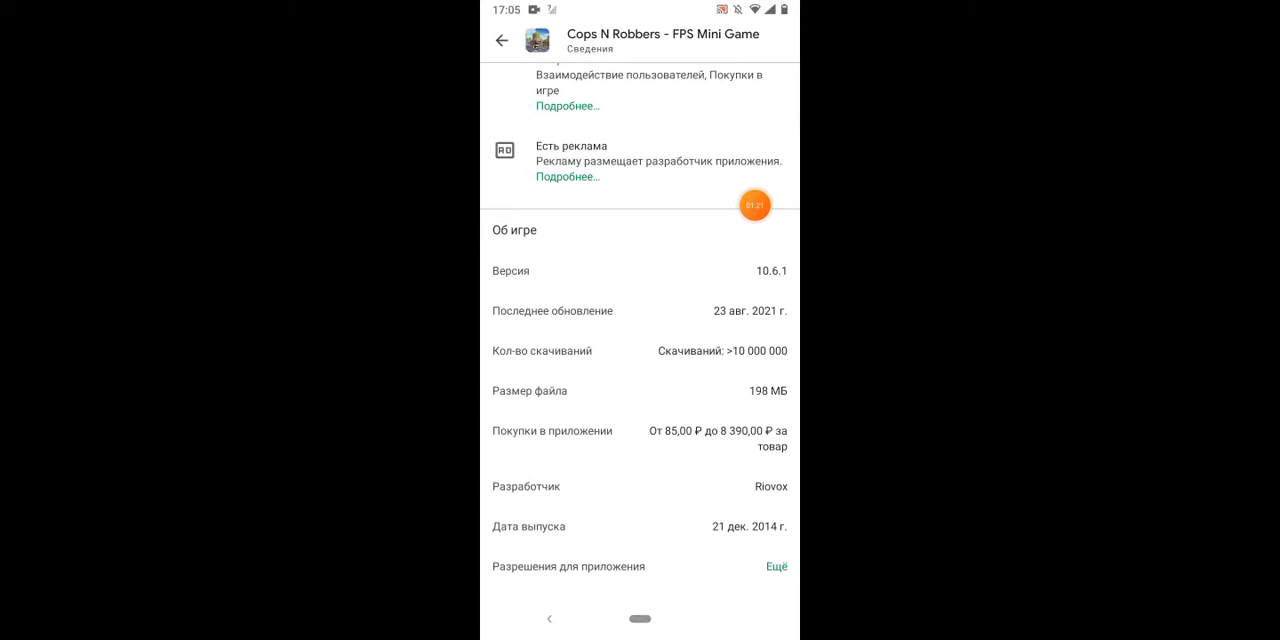 17:05
Cops N Robbers - FPS Mini Game
Сведения
Взаимодействие пользователей, Покупки в
игре
Подробнее…
AD
Есть реклама
Рекламу размещает разработчик приложения.
Подробнее…
01:21
Об игре
Версия 10.6.1
Последнее обновление 23 авг. 2021 г.
Кол-во скачиваний Скачиваний: >10 000 000
Размер файла 198 МБ
Покупки в приложении От 85,00 ₽ до 8 390,00 ₽ за
товар
Разработчик Riovox
Дата выпуска 21 дек. 2014 г.
Разрешения для приложения Ещё